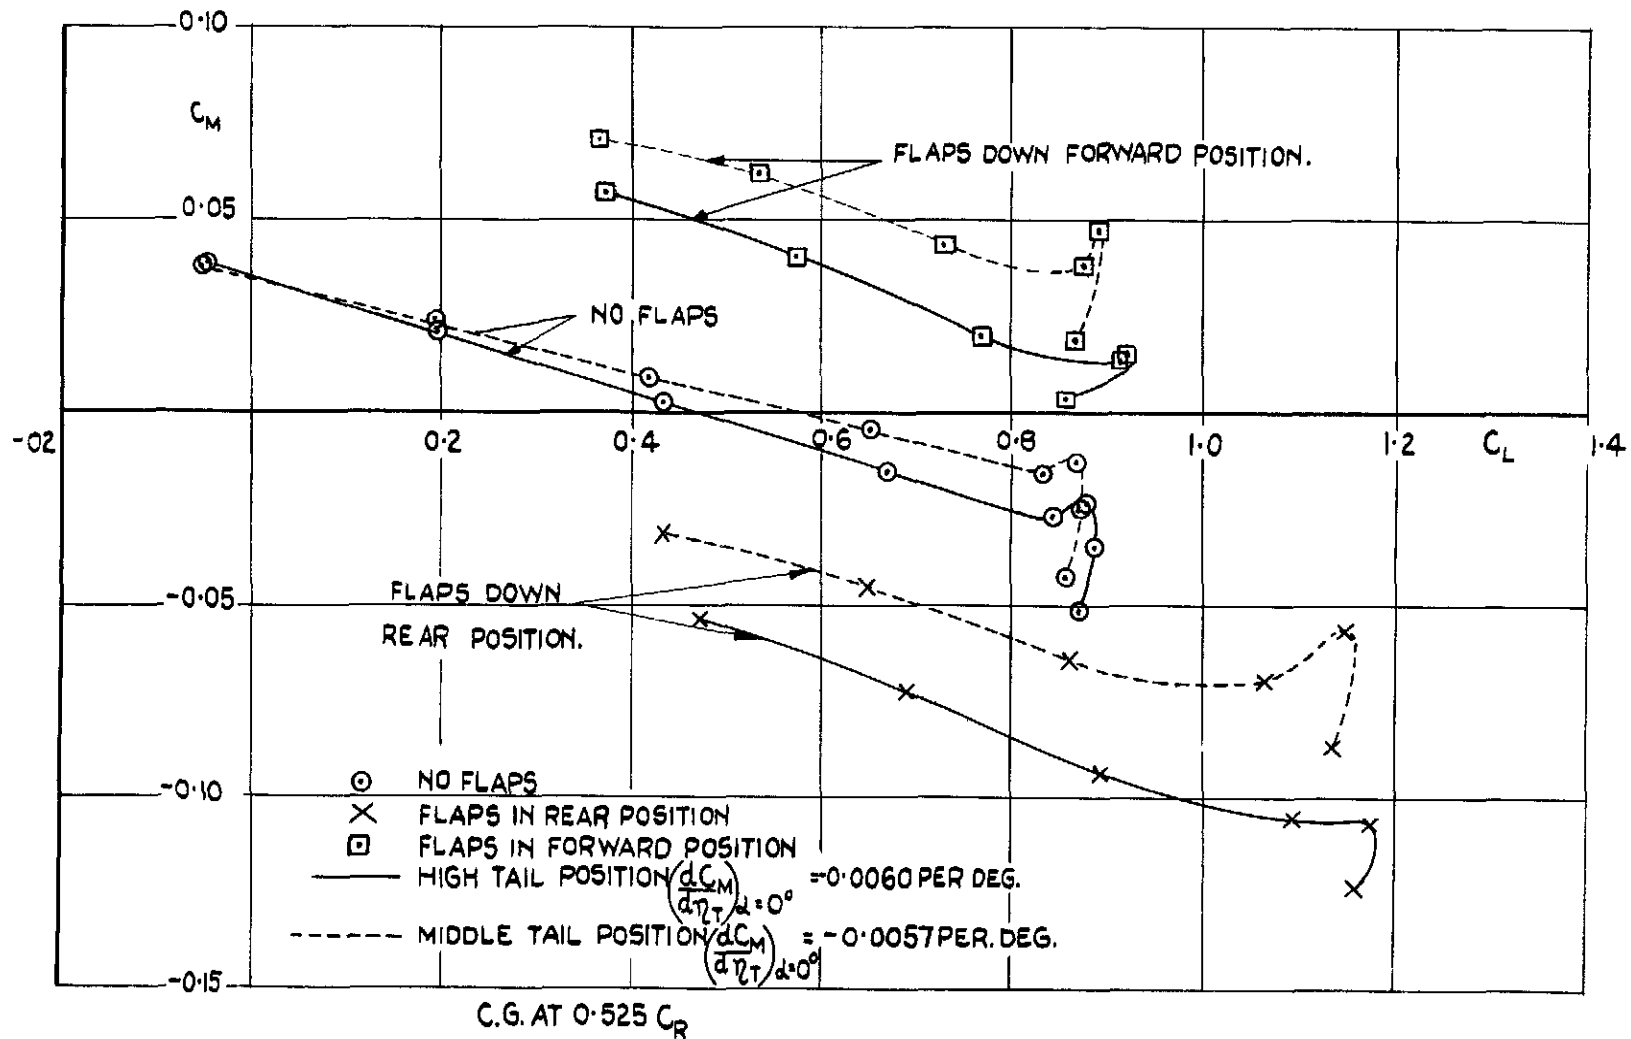 0·10
C_M
FLAPS DOWN FORWARD POSITION.
0·05
NO FLAPS
-02
0·2
0·4
0·6
0·8
1·0
1·2
C_L
1·4
-0·05
FLAPS DOWN
REAR POSITION.
-0·10
NO FLAPS
FLAPS IN REAR POSITION
FLAPS IN FORWARD POSITION
HIGH TAIL POSITION (dC_M/dη_T)α=0° =-0·0060 PER DEG.
MIDDLE TAIL POSITION (dC_M/dη_T)α=0° = -0·0057 PER. DEG.
-0·15
C.G. AT 0·525 C_R